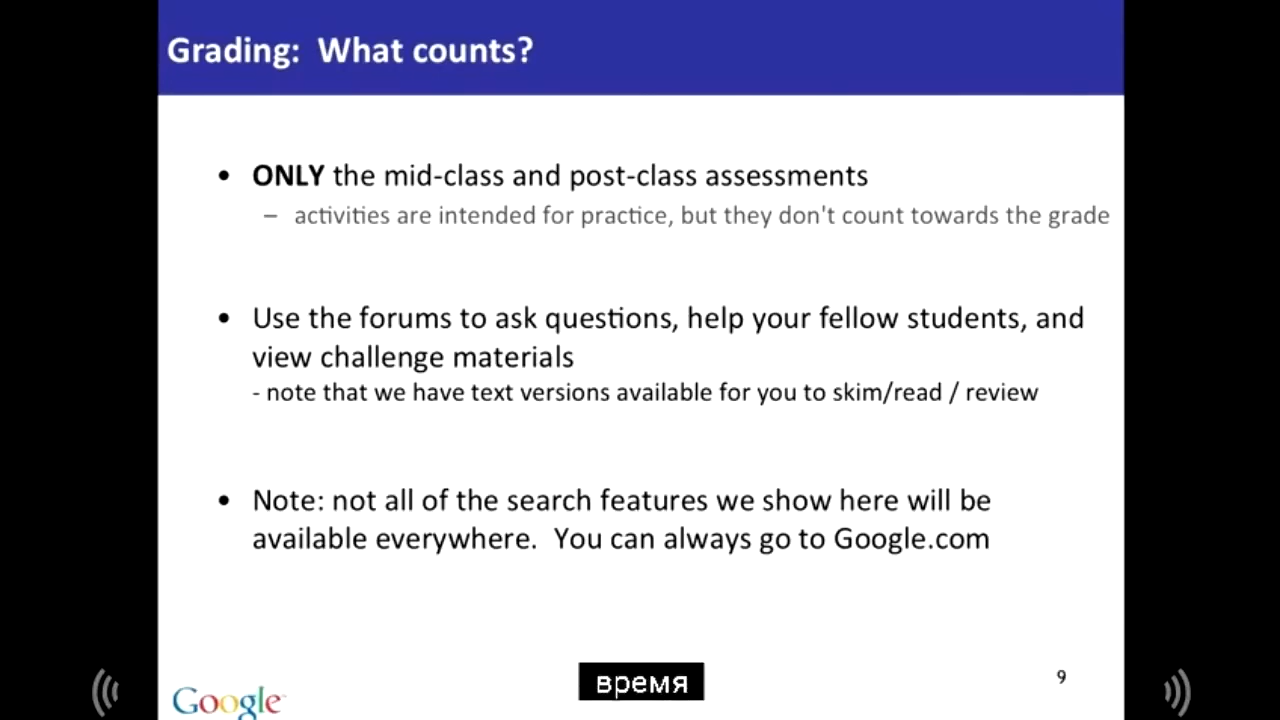 Grading: What counts?
• ONLY the mid-class and post-class assessments
– activities are intended for practice, but they don't count towards the grade
• Use the forums to ask questions, help your fellow students, and
view challenge materials
- note that we have text versions available for you to skim/read / review
• Note: not all of the search features we show here will be
available everywhere. You can always go to Google.com
время
9
Google